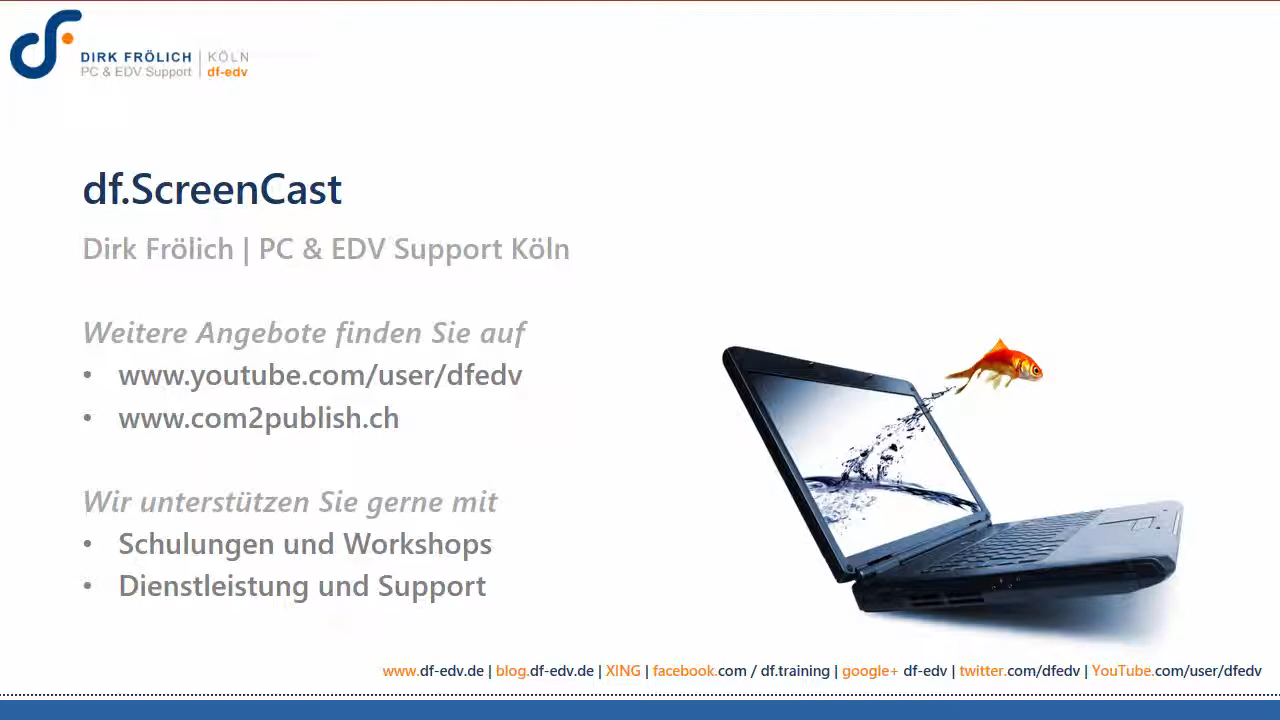 df.
DIRK FRÖLICH | KÖLN
PC & EDV Support | df-edv
df.ScreenCast
Dirk Frölich | PC & EDV Support Köln
Weitere Angebote finden Sie auf
• www.youtube.com/user/dfedv
• www.com2publish.ch
Wir unterstützen Sie gerne mit
• Schulungen und Workshops
• Dienstleistung und Support
www.df-edv.de | blog.df-edv.de | XING | facebook.com / df.training | google+ df-edv | twitter.com/dfedv | YouTube.com/user/dfedv